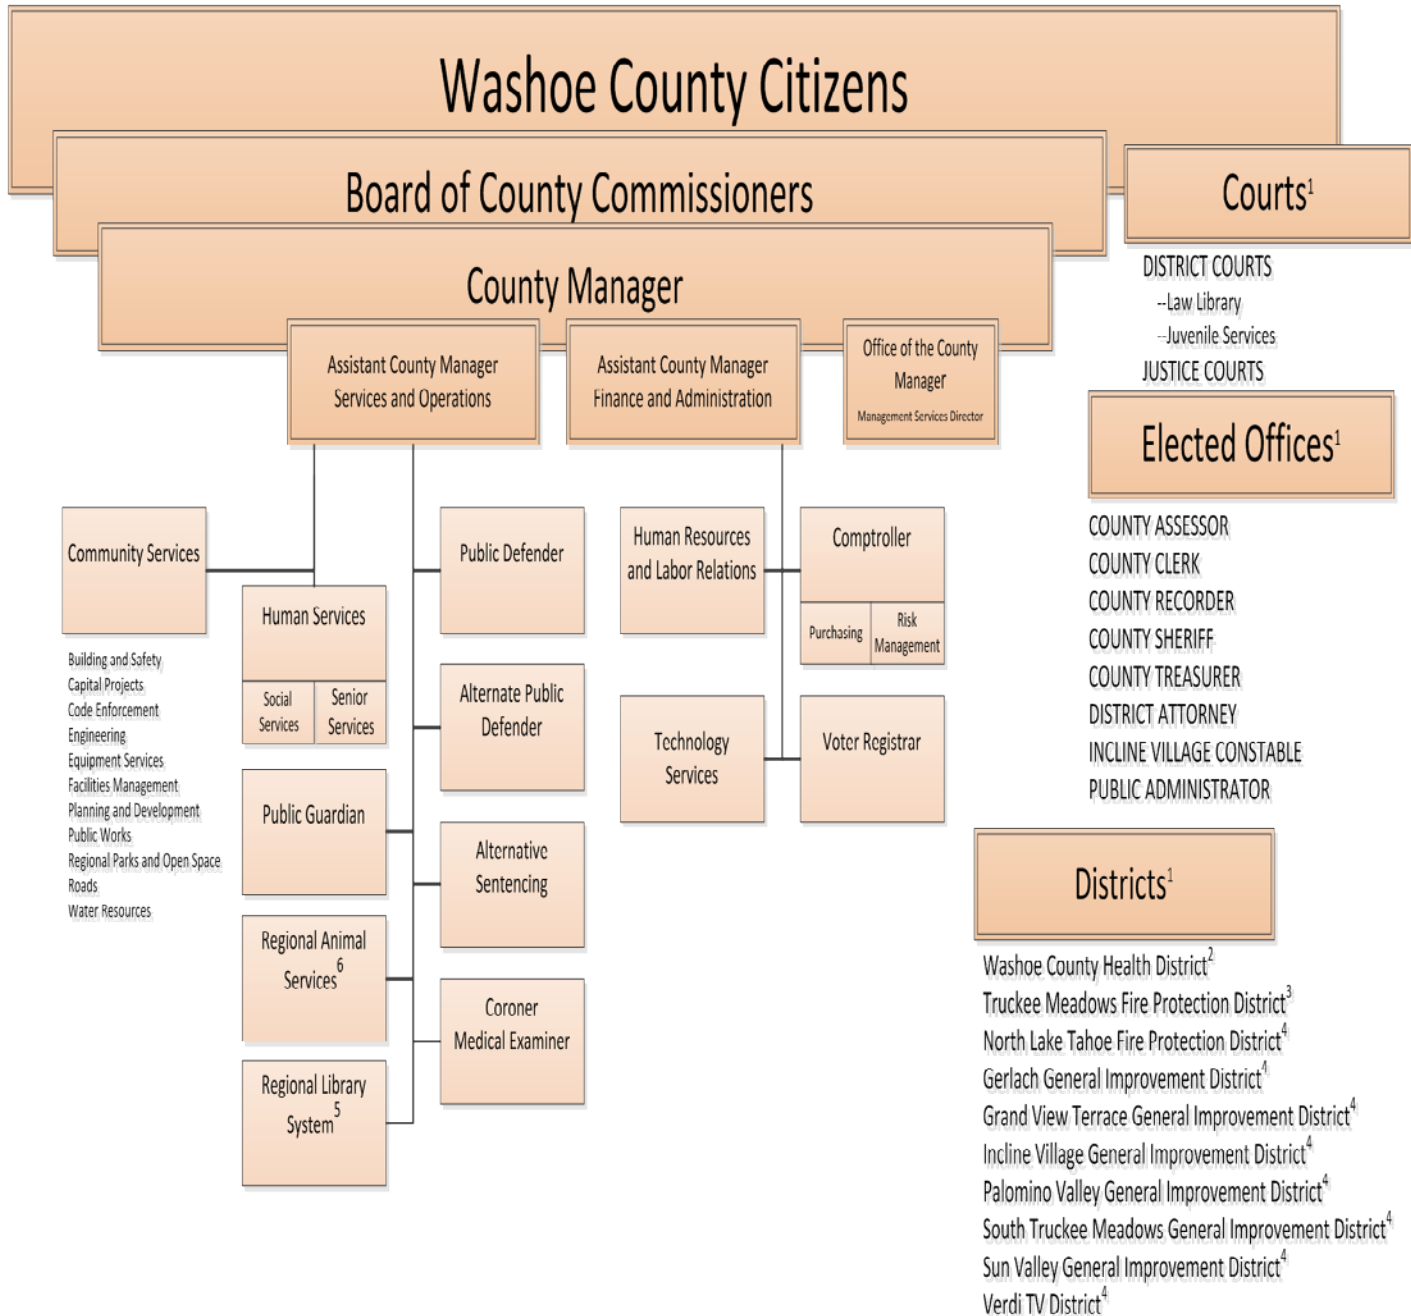 Washoe County Citizens
Board of County Commissioners
County Manager
Assistant County Manager
Services and Operations
Assistant County Manager
Finance and Administration
Office of the County
Manager
Management Services Director
Community Services
Building and Safety
Capital Projects
Code Enforcement
Engineering
Equipment Services
Facilities Management
Planning and Development
Public Works
Regional Parks and Open Space
Roads
Water Resources
Human Services
Social
Services
Senior
Services
Public Guardian
Regional Animal
Services6
Regional Library
System5
Public Defender
Alternate Public
Defender
Alternative
Sentencing
Coroner
Medical Examiner
Human Resources
and Labor Relations
Comptroller
Purchasing
Risk
Management
Technology
Services
Voter Registrar
Courts1
DISTRICT COURTS
--Law Library
--Juvenile Services
JUSTICE COURTS
Elected Offices1
COUNTY ASSESSOR
COUNTY CLERK
COUNTY RECORDER
COUNTY SHERIFF
COUNTY TREASURER
DISTRICT ATTORNEY
INCLINE VILLAGE CONSTABLE
PUBLIC ADMINISTRATOR
Districts1
Washoe County Health District2
Truckee Meadows Fire Protection District3
North Lake Tahoe Fire Protection District4
Gerlach General Improvement District4
Grand View Terrace General Improvement District4
Incline Village General Improvement District4
Palomino Valley General Improvement District4
South Truckee Meadows General Improvement District4
Sun Valley General Improvement District4
Verdi TV District4